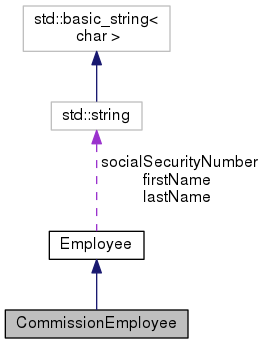 std::basic_string<
char >
std::string
socialSecurityNumber
firstName
lastName
Employee
CommissionEmployee